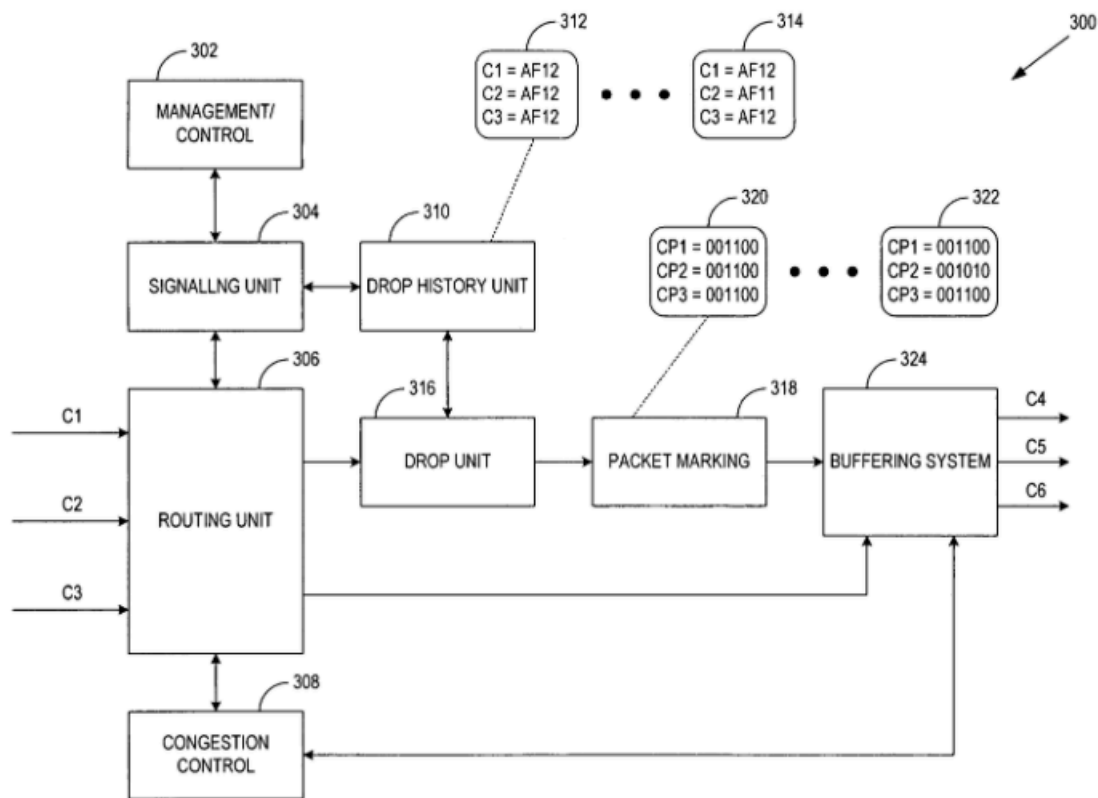 300
312
C1 = AF12
C2 = AF12
C3 = AF12
314
C1 = AF12
C2 = AF11
C3 = AF12
302
MANAGEMENT/
CONTROL
304
SIGNALLNG UNIT
310
DROP HISTORY UNIT
320
CP1 = 001100
CP2 = 001100
CP3 = 001100
322
CP1 = 001100
CP2 = 001010
CP3 = 001100
306
C1
C2
C3
ROUTING UNIT
316
DROP UNIT
318
PACKET MARKING
324
BUFFERING SYSTEM
C4
C5
C6
308
CONGESTION
CONTROL